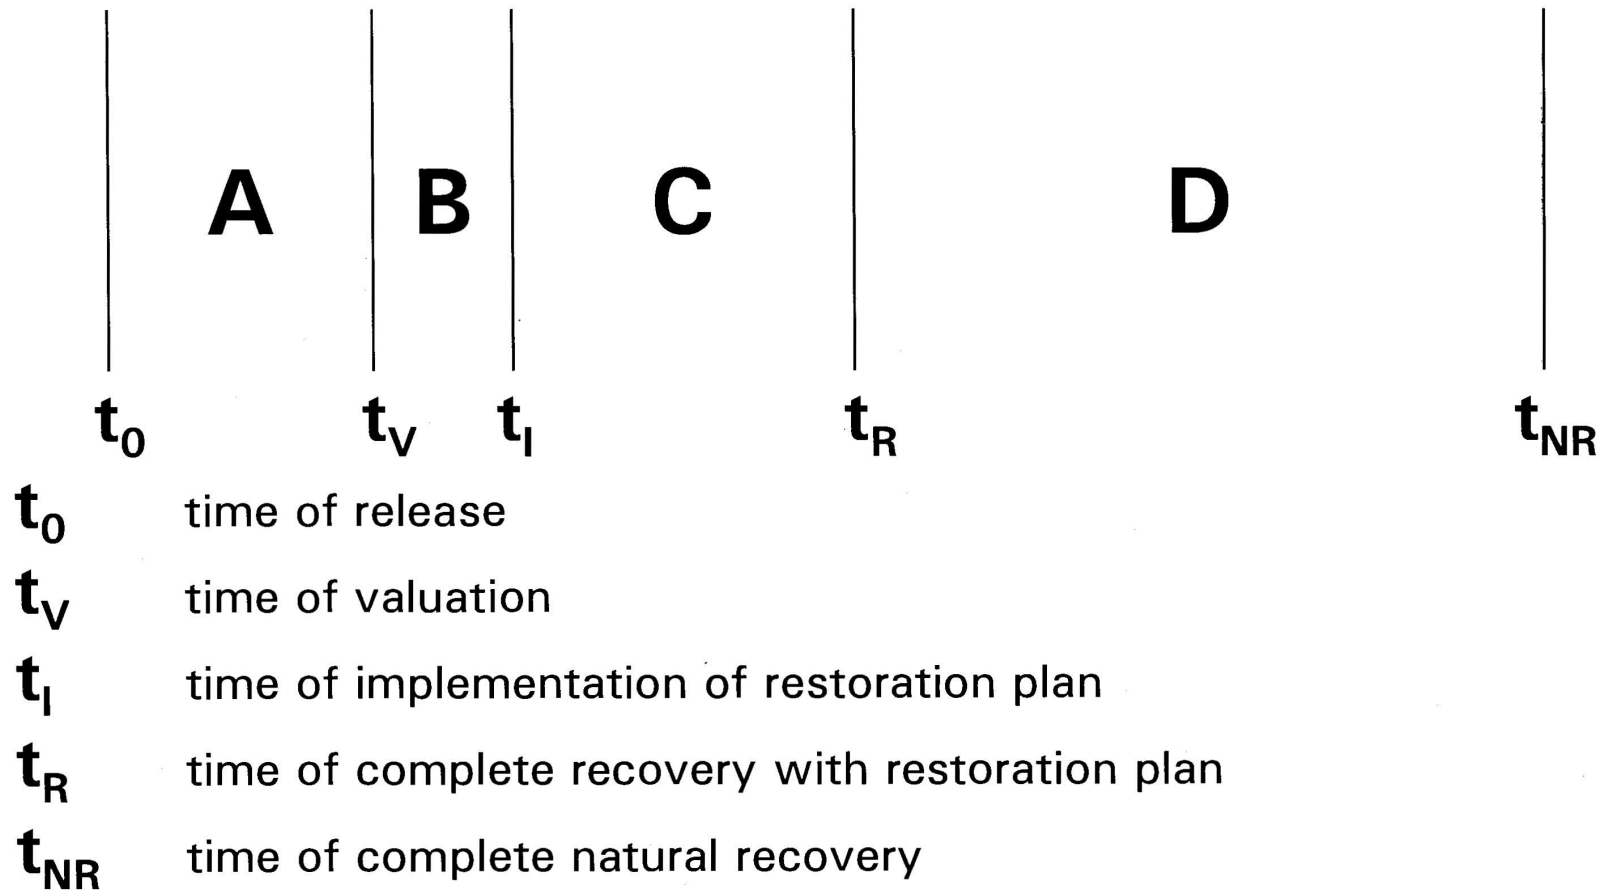 A B C D
t0 tV tI tR tNR
t0 time of release
tV time of valuation
tI time of implementation of restoration plan
tR time of complete recovery with restoration plan
tNR time of complete natural recovery